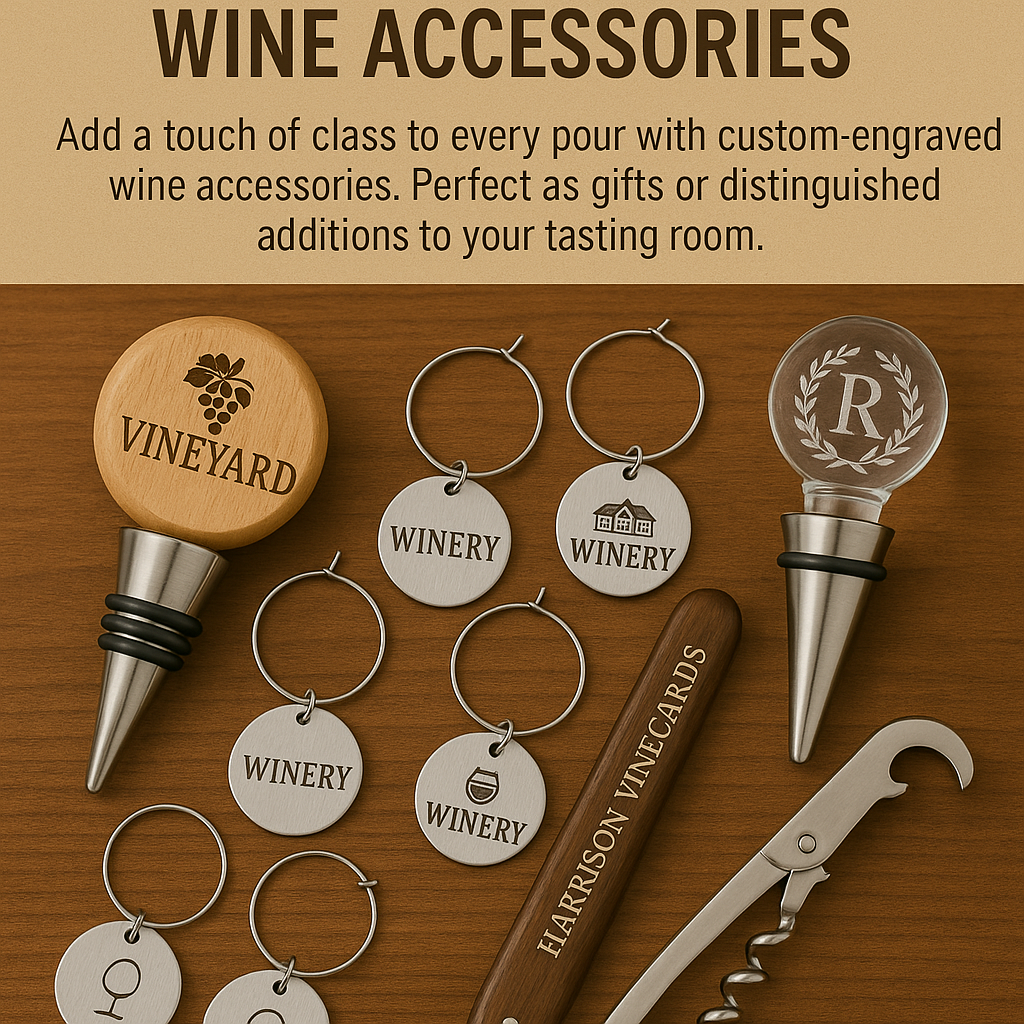 WINE ACCESSORIES
Add a touch of class to every pour with custom-engraved
wine accessories. Perfect as gifts or distinguished
additions to your tasting room.
VINEYARD
WINERY
WINERY
R
WINERY
WINERY
HARRISON VINECARDS